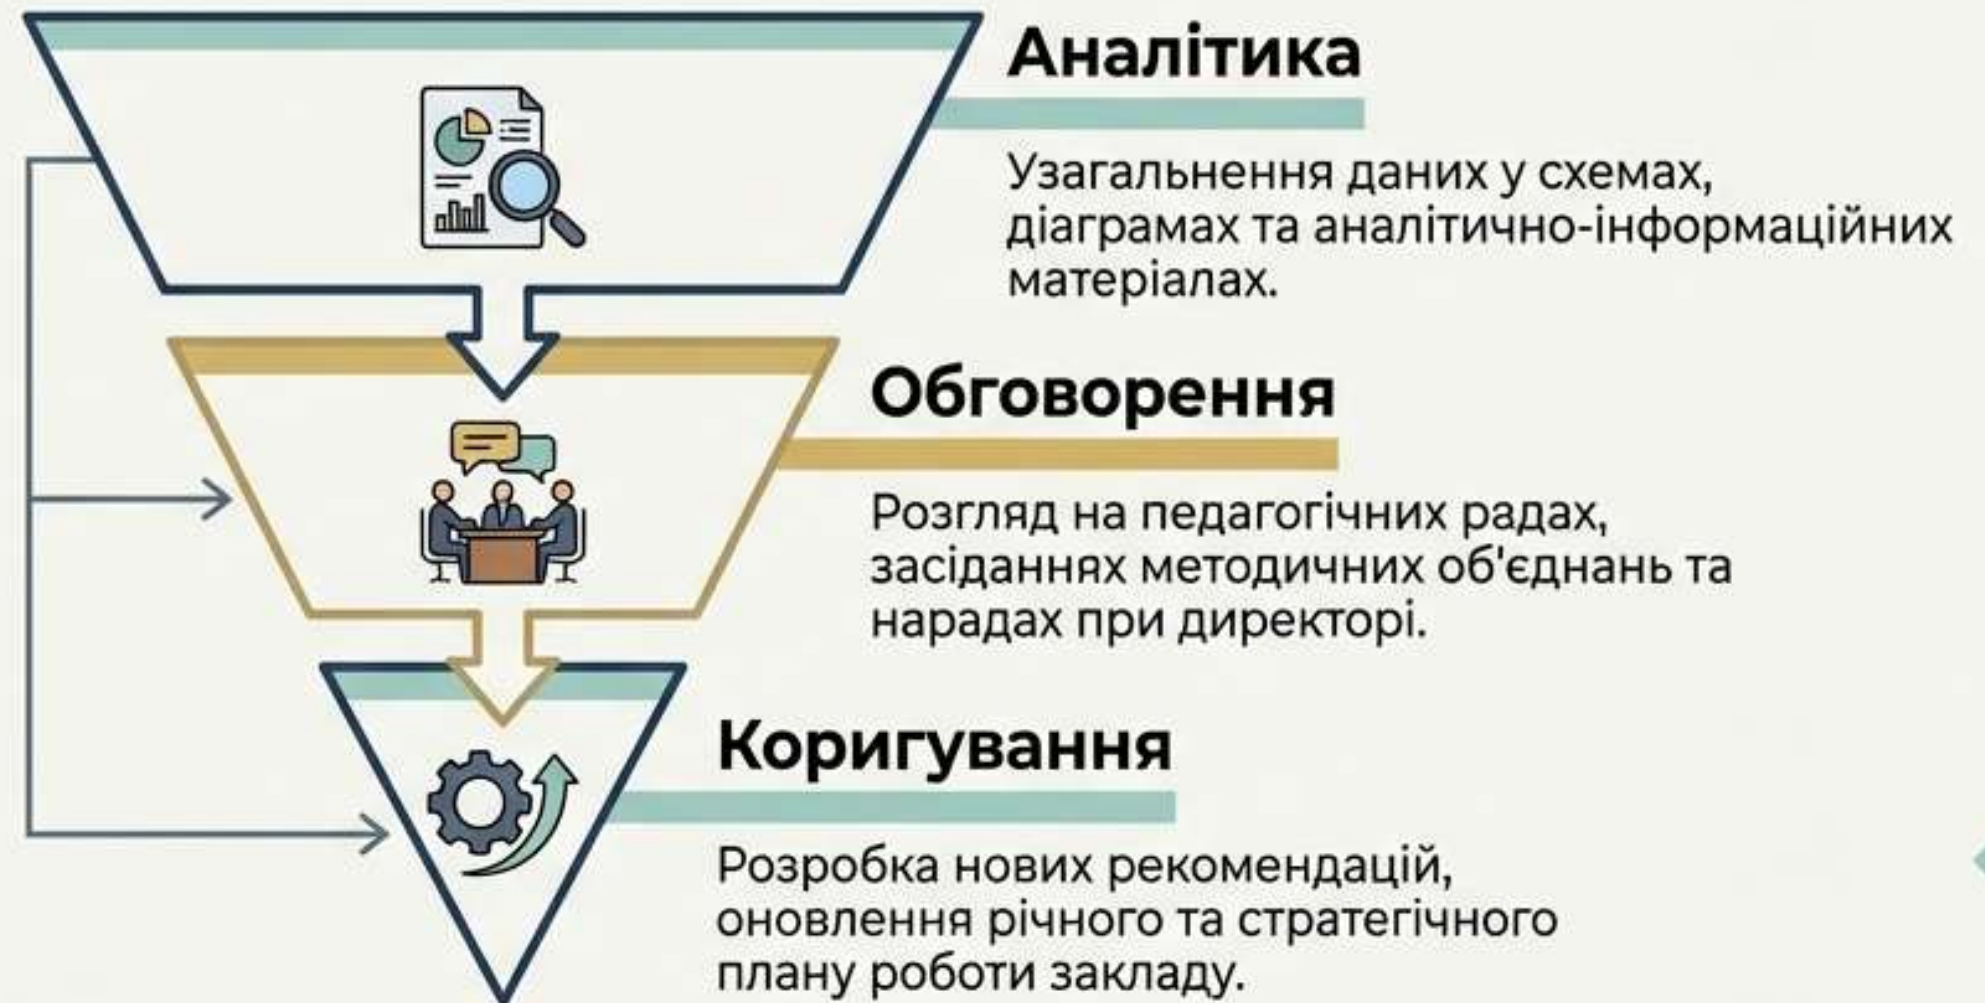 Аналітика
Узагальнення даних у схемах,
діаграмах та аналітично-інформаційних
матеріалах.
Обговорення
Розгляд на педагогічних радах,
засіданнях методичних об'єднань та
нарадах при директорі.
Коригування
Розробка нових рекомендацій,
оновлення річного та стратегічного
плану роботи закладу.